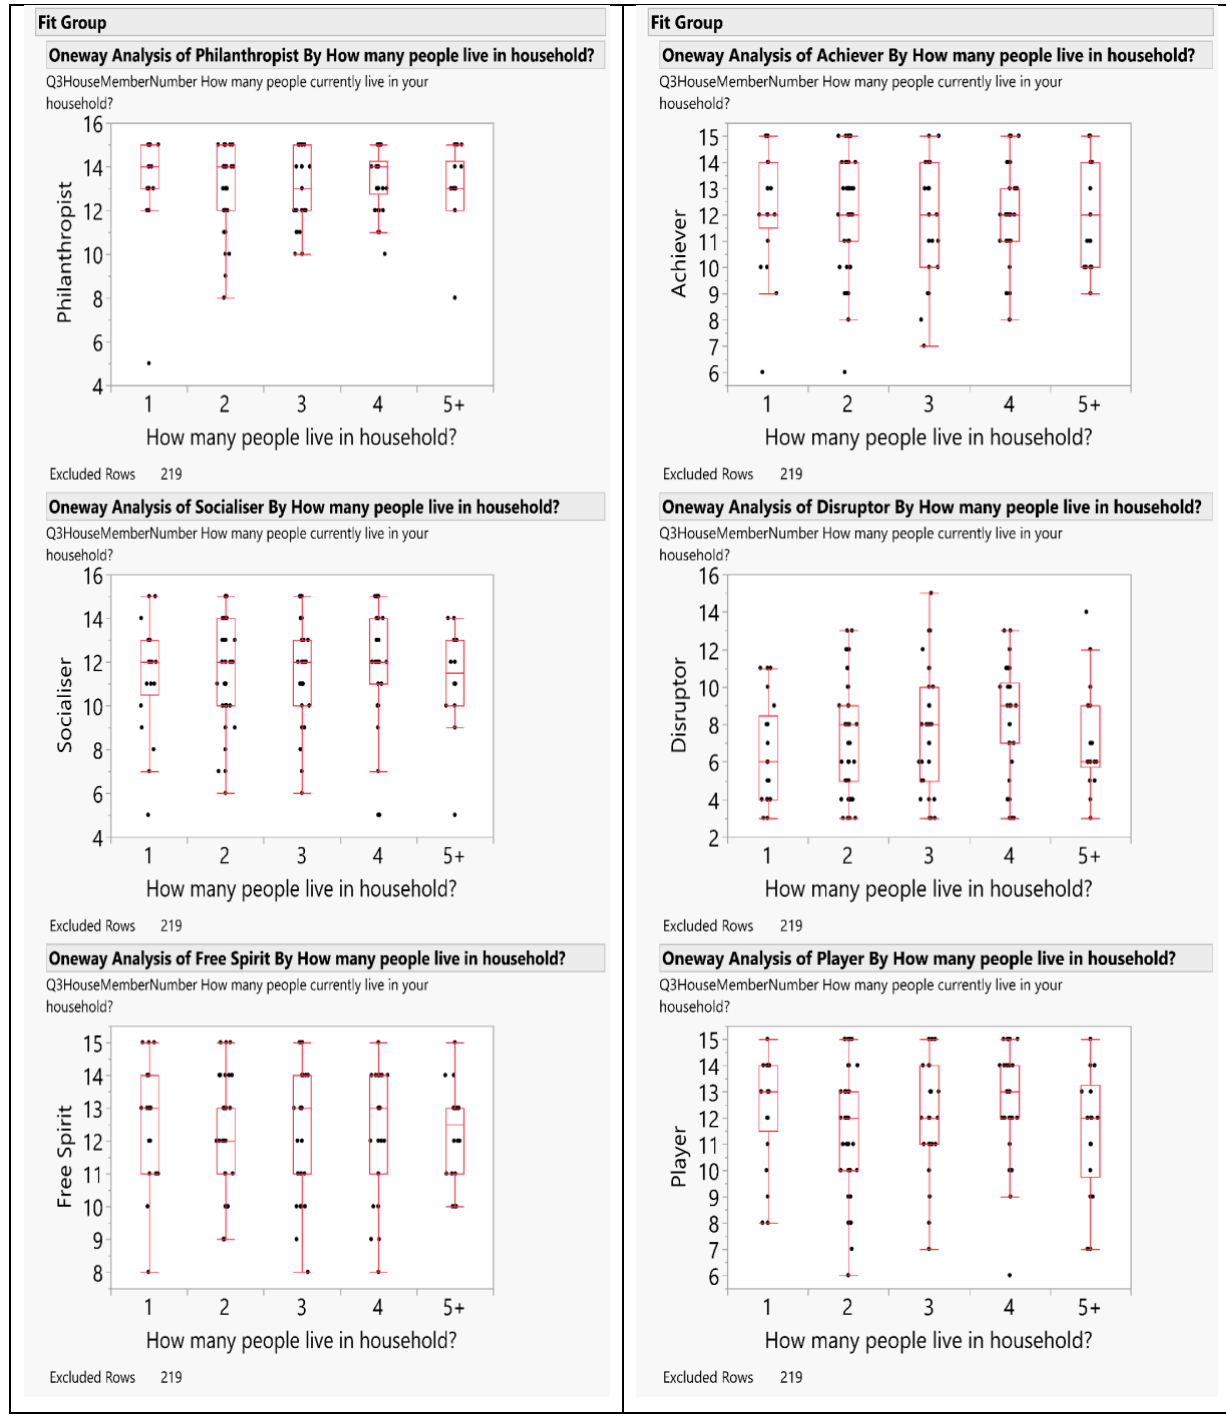 Fit Group
Oneway Analysis of Philanthropist By How many people live in household?
Q3HouseMemberNumber How many people currently live in your
household?
16
14
12
10
8
6
4
Philanthropist
1 2 3 4 5+
How many people live in household?
Excluded Rows 219
Oneway Analysis of Socialiser By How many people live in household?
Q3HouseMemberNumber How many people currently live in your
household?
16
14
12
10
8
6
4
Socialiser
1 2 3 4 5+
How many people live in household?
Excluded Rows 219
Oneway Analysis of Free Spirit By How many people live in household?
Q3HouseMemberNumber How many people currently live in your
household?
15
14
13
12
11
10
9
8
Free Spirit
1 2 3 4 5+
How many people live in household?
Excluded Rows 219
Fit Group
Oneway Analysis of Achiever By How many people live in household?
Q3HouseMemberNumber How many people currently live in your
household?
15
14
13
12
11
10
9
8
7
6
Achiever
1 2 3 4 5+
How many people live in household?
Excluded Rows 219
Oneway Analysis of Disruptor By How many people live in household?
Q3HouseMemberNumber How many people currently live in your
household?
16
14
12
10
8
6
4
2
Disruptor
1 2 3 4 5+
How many people live in household?
Excluded Rows 219
Oneway Analysis of Player By How many people live in household?
Q3HouseMemberNumber How many people currently live in your
household?
15
14
13
12
11
10
9
8
7
6
Player
1 2 3 4 5+
How many people live in household?
Excluded Rows 219